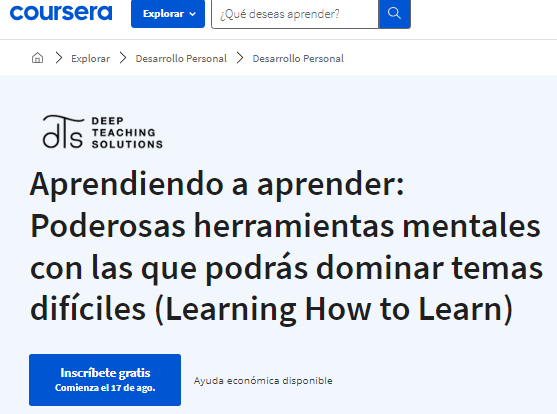 coursera
Explorar
¿Qué deseas aprender?
Explorar
Desarrollo Personal
Desarrollo Personal
dTs
DEEP
TEACHING
SOLUTIONS
Aprendiendo a aprender:
Poderosas herramientas mentales
con las que podrás dominar temas
difíciles (Learning How to Learn)
Inscríbete gratis
Comienza el 17 de ago.
Ayuda económica disponible